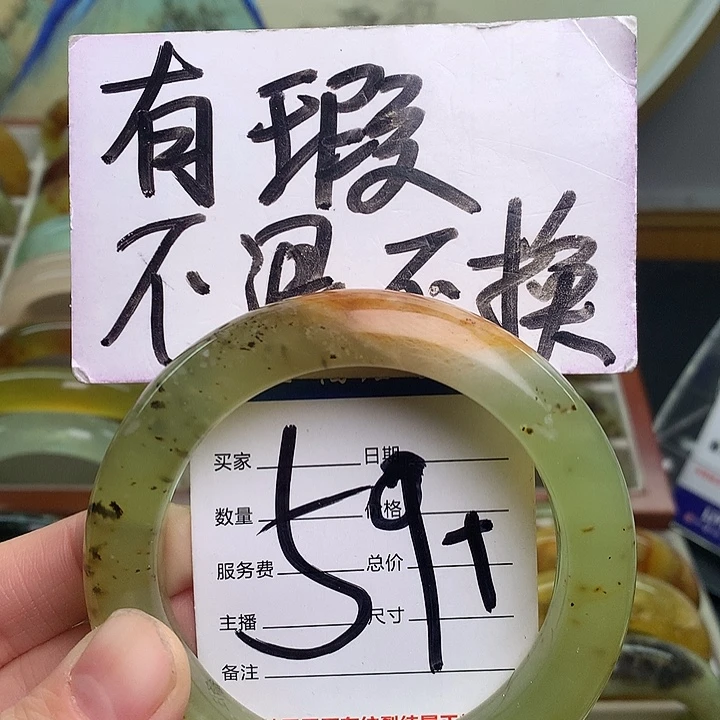 有瑕
不退不换
买家
日期
数量
价格
服务费
总价
主播
尺寸
备注
59+